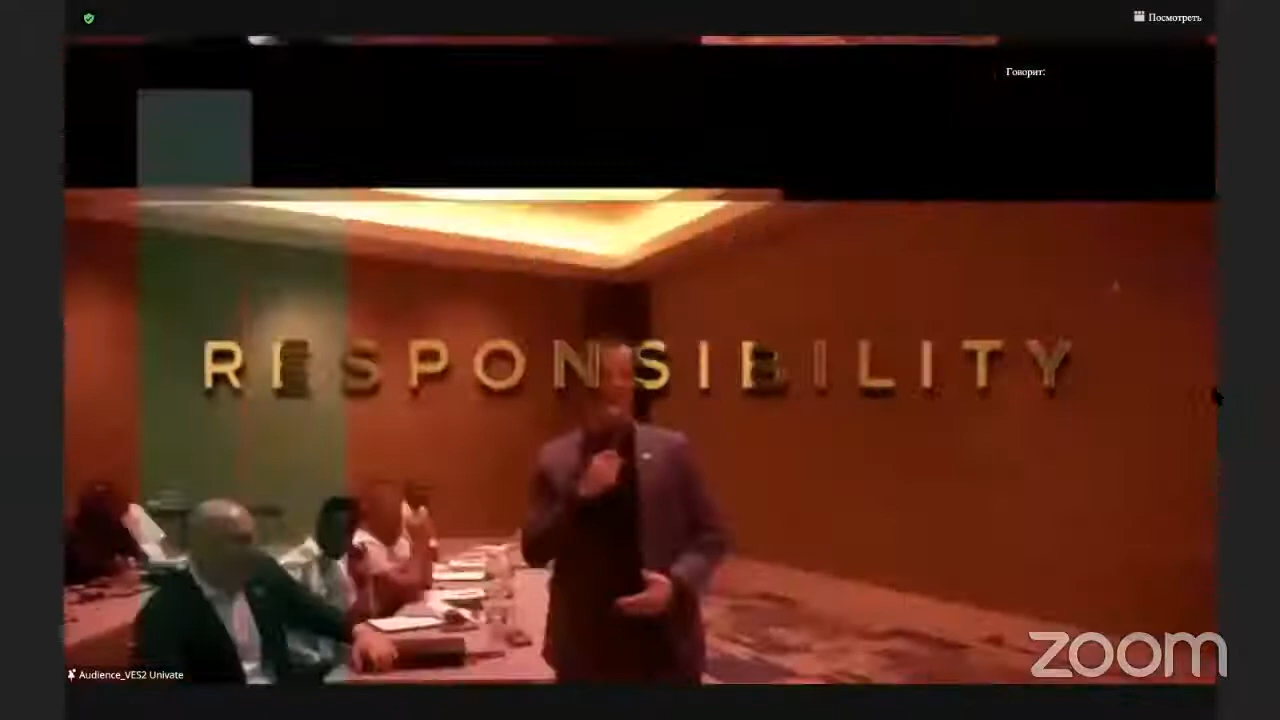 Посмотреть
Говорит:
RESPONSIBILITY
Audience_VES2 Univate
zoom